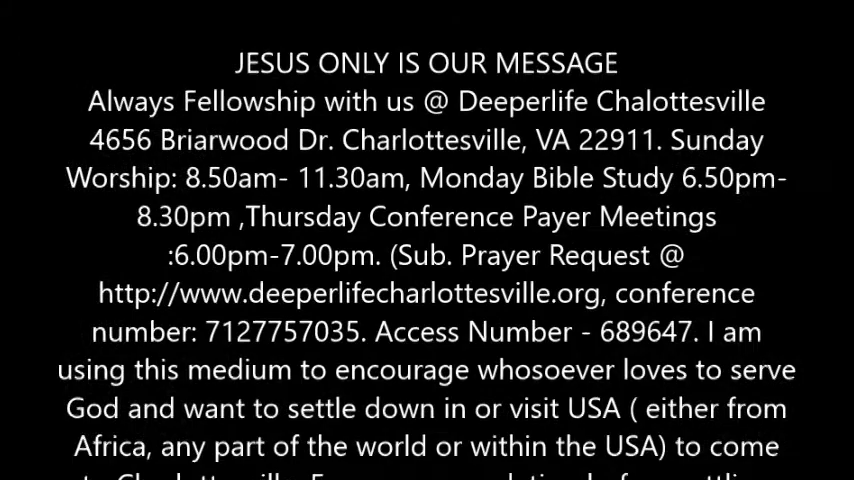 JESUS ONLY IS OUR MESSAGE
Always Fellowship with us @ Deeperlife Chalottesville
4656 Briarwood Dr. Charlottesville, VA 22911. Sunday
Worship: 8.50am- 11.30am, Monday Bible Study 6.50pm-
8.30pm ,Thursday Conference Payer Meetings
:6.00pm-7.00pm. (Sub. Prayer Request @
http://www.deeperlifecharlottesville.org, conference
number: 7127757035. Access Number - 689647. I am
using this medium to encourage whosoever loves to serve
God and want to settle down in or visit USA ( either from
Africa, any part of the world or within the USA) to come